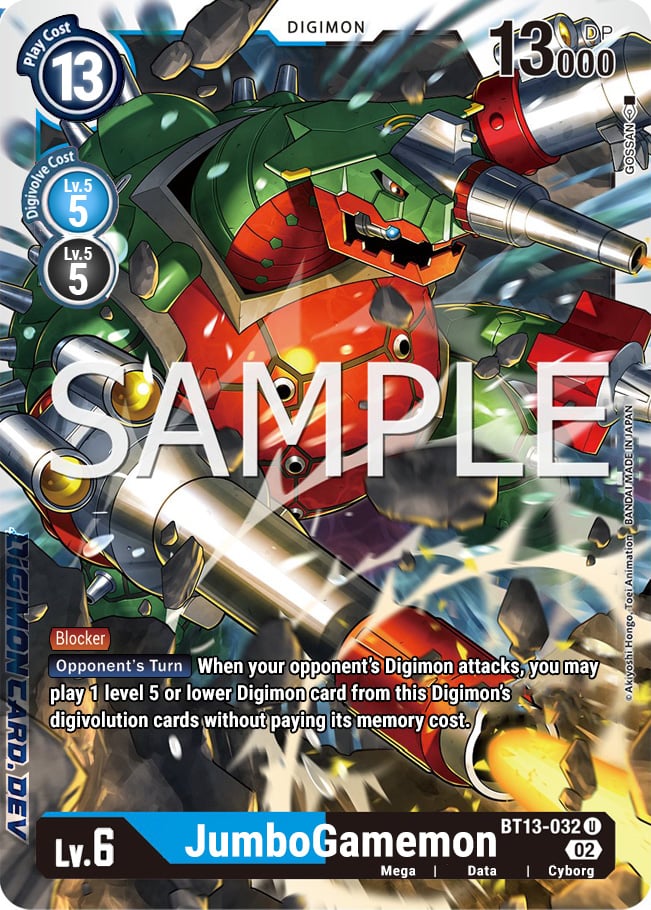 DIGIMON
Play Cost
13
13000
DP
GOSSAN
Digivolve Cost
Lv.5
5
Lv.5
5
SAMPLE
© Akiyoshi Hongo, Toei Animation BANDAI MADE IN JAPAN
DIGIMON CARD.DEV
Blocker
Opponent's Turn When your opponent's Digimon attacks, you may
play 1 level 5 or lower Digimon card from this Digimon's
digivolution cards without paying its memory cost.
BT13-032 U
Lv.6
JumboGamemon
02
Mega | Data | Cyborg